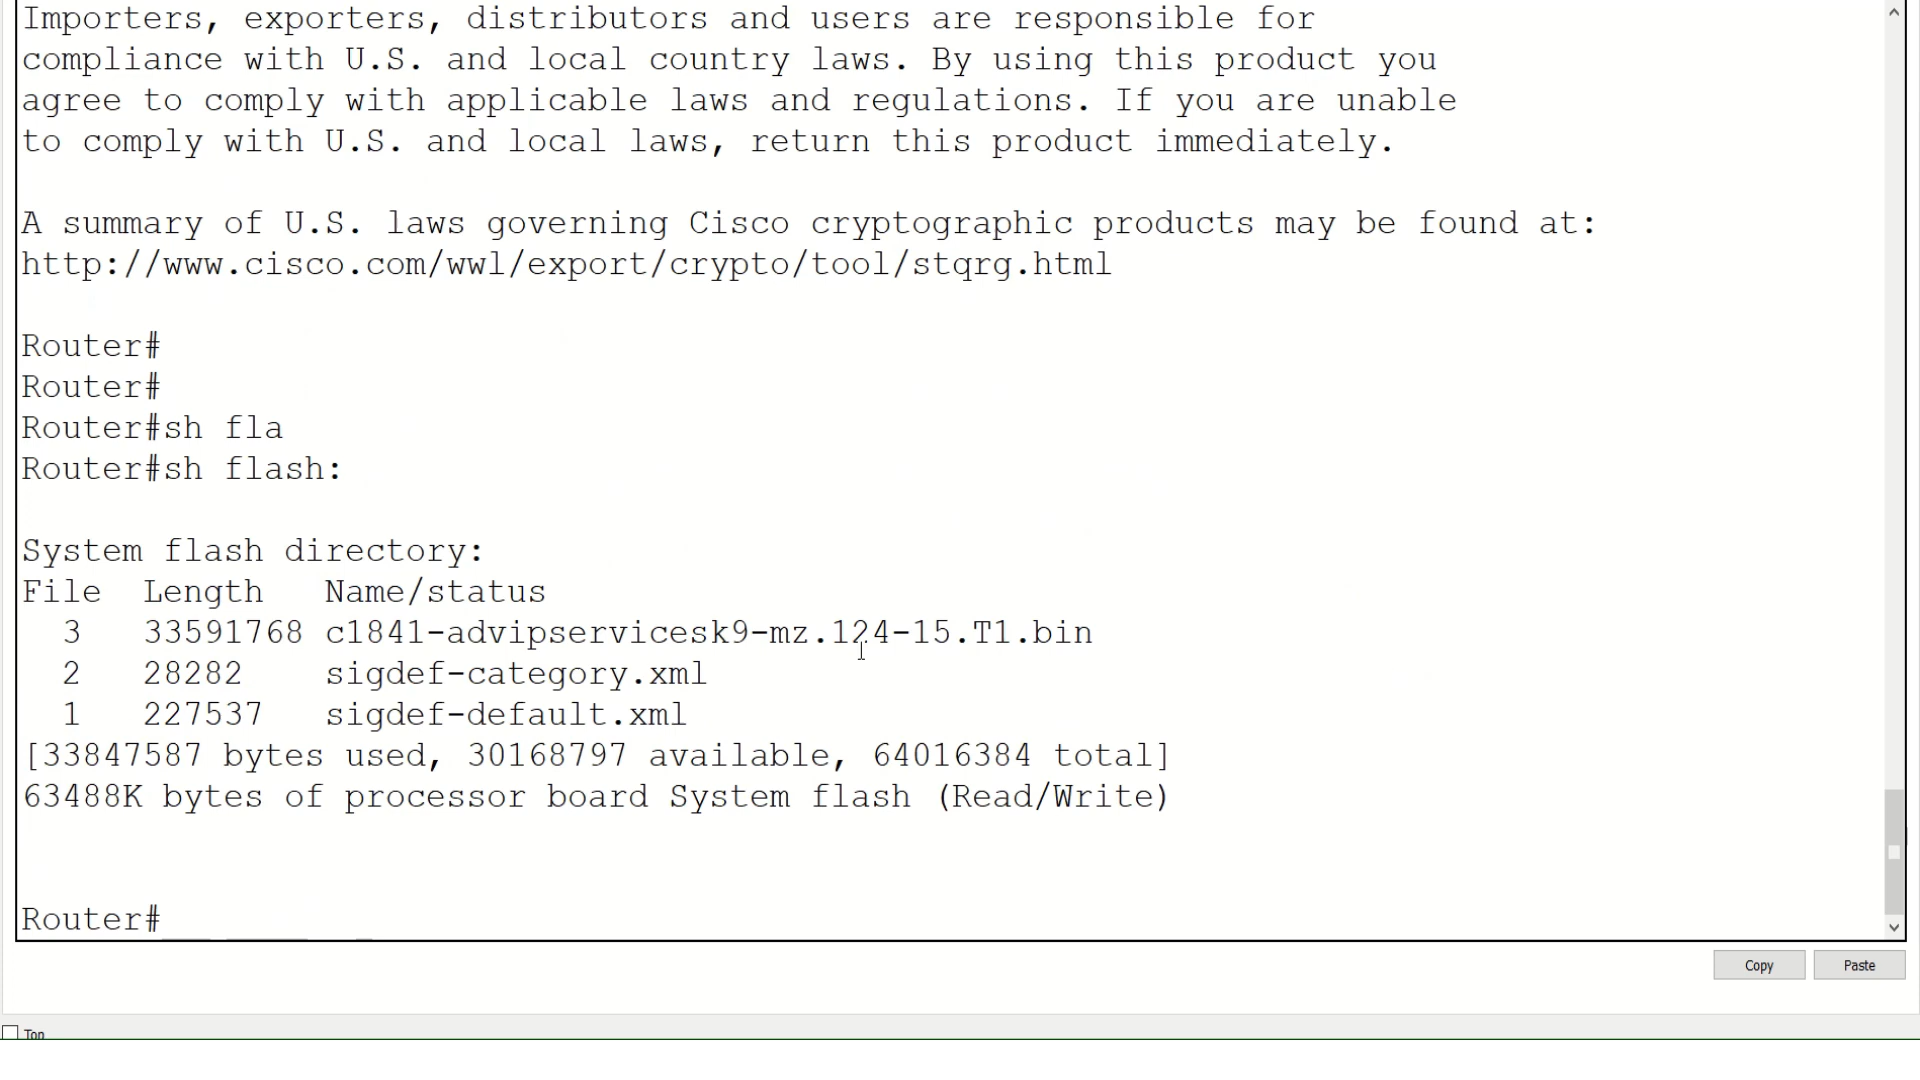 Importers, exporters, distributors and users are responsible for
compliance with U.S. and local country laws. By using this product you
agree to comply with applicable laws and regulations. If you are unable
to comply with U.S. and local laws, return this product immediately.
A summary of U.S. laws governing Cisco cryptographic products may be found at:
http://www.cisco.com/wwl/export/crypto/tool/stqrg.html
Router#
Router#
Router#sh fla
Router#sh flash:
System flash directory:
File  Length   Name/status
  3   33591768 c1841-advipservicesk9-mz.124-15.T1.bin
  2   28282    sigdef-category.xml
  1   227537   sigdef-default.xml
[33847587 bytes used, 30168797 available, 64016384 total]
63488K bytes of processor board System flash (Read/Write)
Router#
Copy Paste
Top